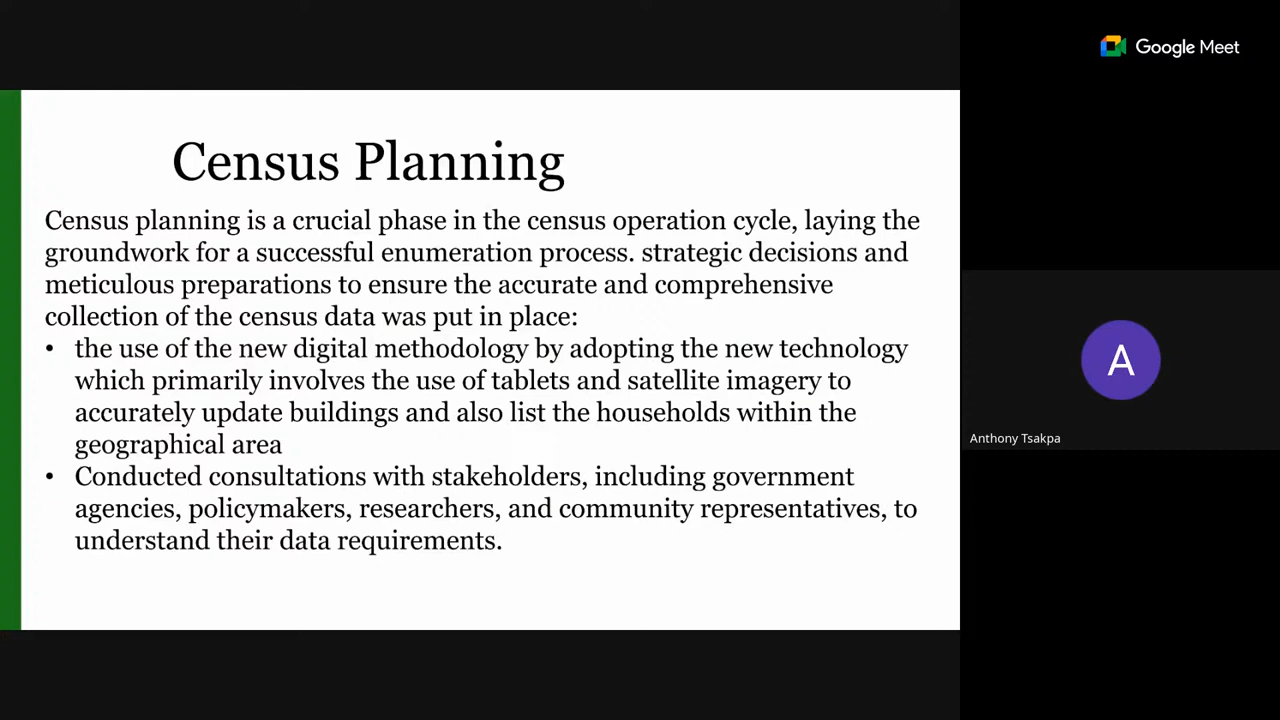 Google Meet
Census Planning
Census planning is a crucial phase in the census operation cycle, laying the
groundwork for a successful enumeration process. strategic decisions and
meticulous preparations to ensure the accurate and comprehensive
collection of the census data was put in place:
• the use of the new digital methodology by adopting the new technology
which primarily involves the use of tablets and satellite imagery to
accurately update buildings and also list the households within the
geographical area
• Conducted consultations with stakeholders, including government
agencies, policymakers, researchers, and community representatives, to
understand their data requirements.
A
Anthony Tsakpa